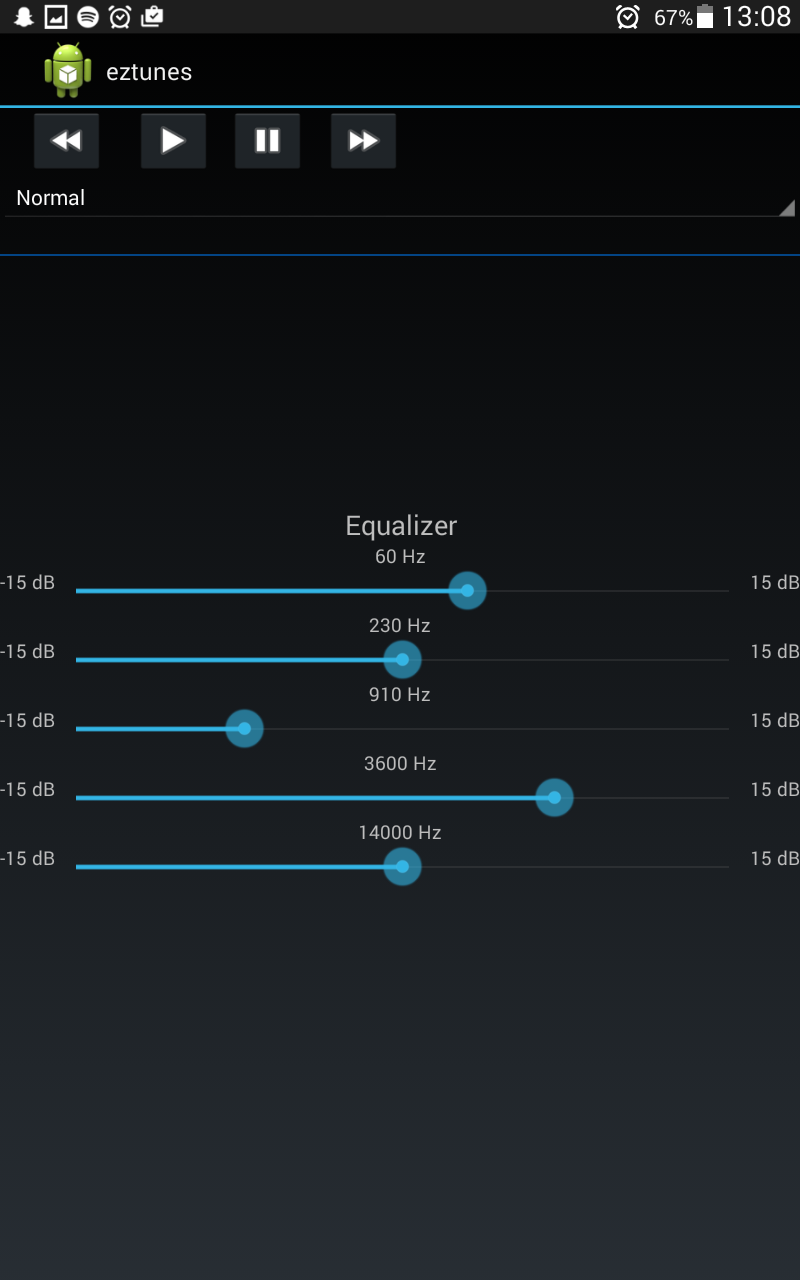 67% 13:08
eztunes
Normal
Equalizer
60 Hz
-15 dB 15 dB
230 Hz
-15 dB 15 dB
910 Hz
-15 dB 15 dB
3600 Hz
-15 dB 15 dB
14000 Hz
-15 dB 15 dB